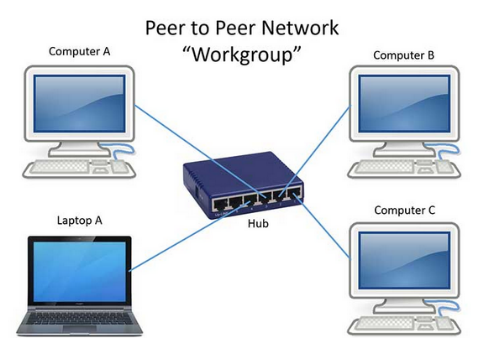 Peer to Peer Network
“Workgroup”
Computer A
Computer B
Hub
Laptop A
Computer C